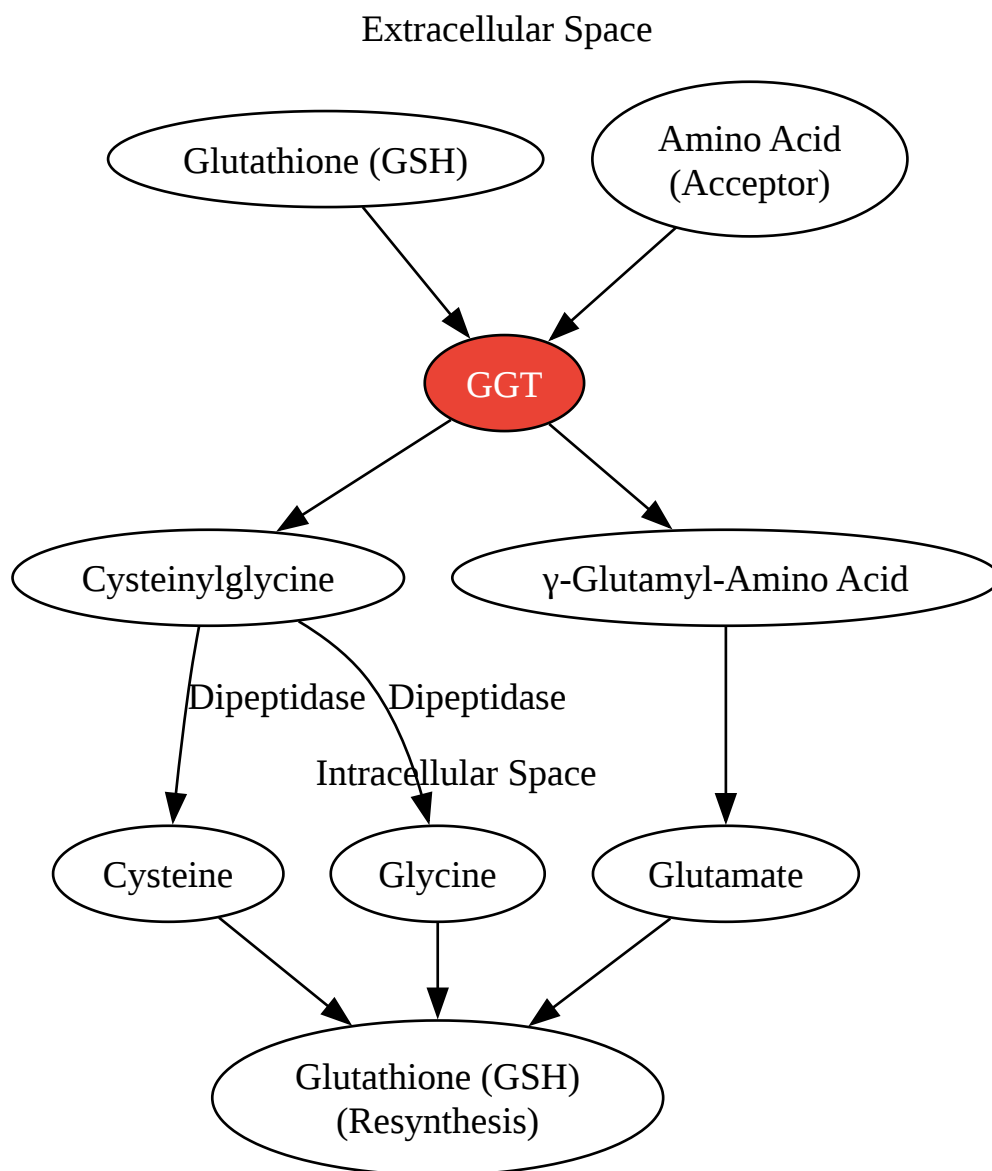 Extracellular Space
Glutathione (GSH)
Amino Acid
(Acceptor)
GGT
Cysteinylglycine
γ-Glutamyl-Amino Acid
Dipeptidase
Dipeptidase
Intracellular Space
Cysteine
Glycine
Glutamate
Glutathione (GSH)
(Resynthesis)